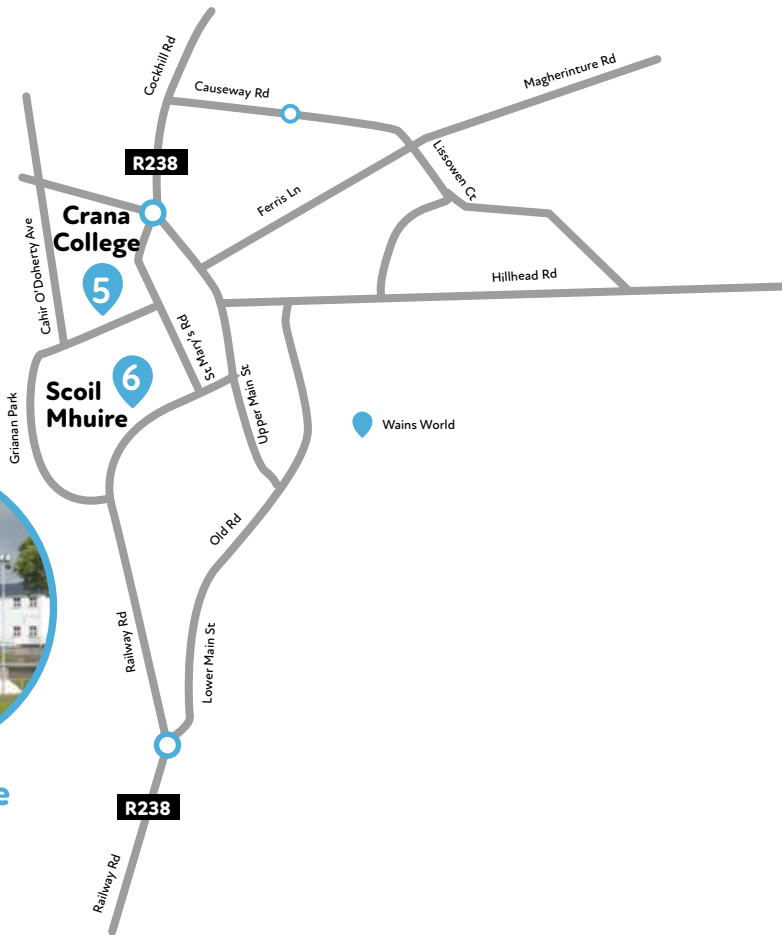 Cockhill Rd
Causeway Rd
Magherinture Rd
R238
Lissowen Ct
Ferris Ln
Crana
College
5
Cahir O'Doherty Ave
Hillhead Rd
St Mary's Rd
6
Scoil
Mhuire
Upper Main St
Grianan Park
Wains World
Old Rd
Railway Rd
Lower Main St
e
R238
Railway Rd